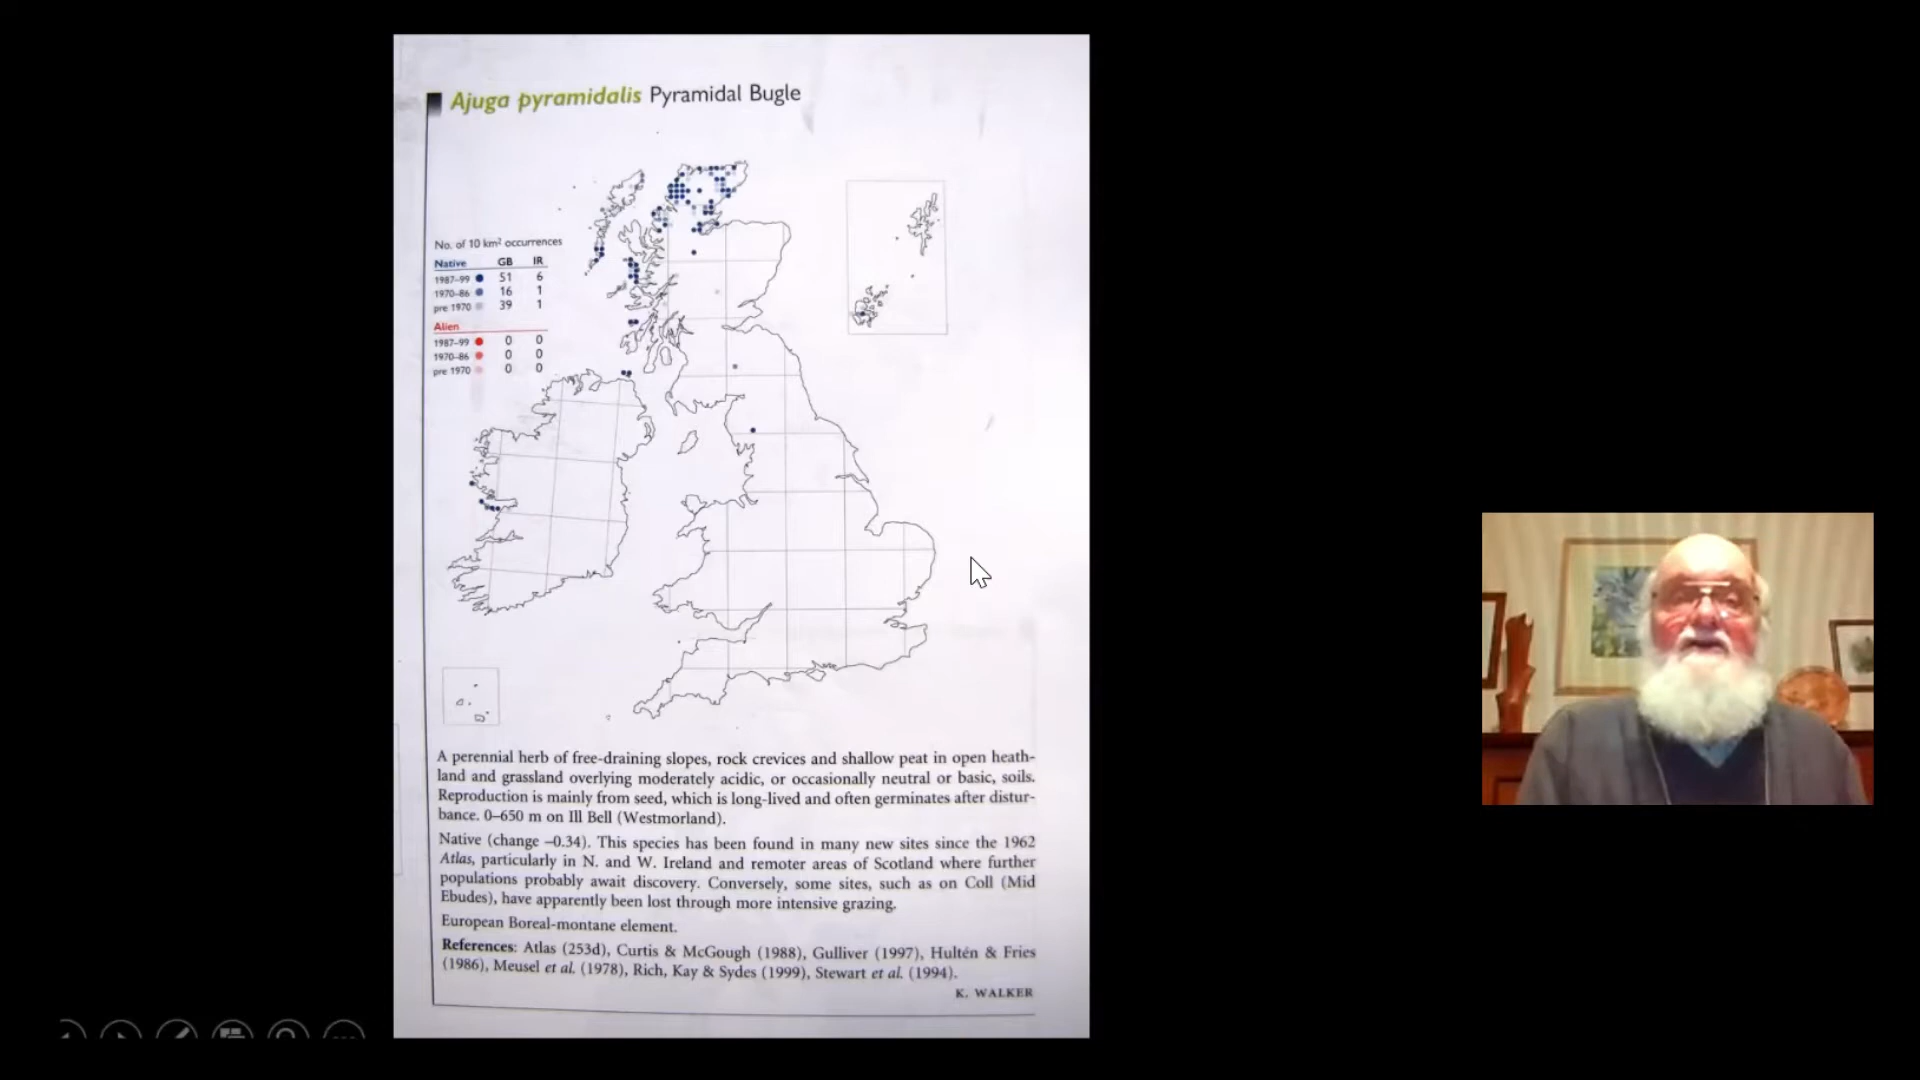 Ajuga pyramidalis Pyramidal Bugle
No. of 10 km² occurrences
Native GB IR
1987–99 51 6
1970–86 16 1
pre 1970 39 1
Alien
1987–99 0 0
1970–86 0 0
pre 1970 0 0
A perennial herb of free-draining slopes, rock crevices and shallow peat in open heath-
land and grassland overlying moderately acidic, or occasionally neutral or basic, soils.
Reproduction is mainly from seed, which is long-lived and often germinates after distur-
bance. 0–650 m on Ill Bell (Westmorland).
Native (change –0.34). This species has been found in many new sites since the 1962
Atlas, particularly in N. and W. Ireland and remoter areas of Scotland where further
populations probably await discovery. Conversely, some sites, such as on Coll (Mid
Ebudes), have apparently been lost through more intensive grazing.
European Boreal-montane element.
References: Atlas (253d), Curtis & McGough (1988), Gulliver (1997), Hultén & Fries
(1986), Meusel et al. (1978), Rich, Kay & Sydes (1999), Stewart et al. (1994).
K. WALKER